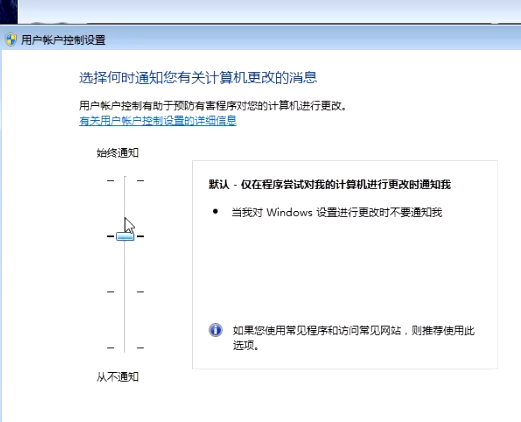 用户帐户控制设置
选择何时通知您有关计算机更改的消息
用户帐户控制有助于预防有害程序对您的计算机进行更改。
有关用户帐户控制设置的详细信息
始终通知
默认 - 仅在程序尝试对我的计算机进行更改时通知我
• 当我对 Windows 设置进行更改时不要通知我
如果您使用常见程序和访问常见网站，则推荐使用此
选项。
从不通知